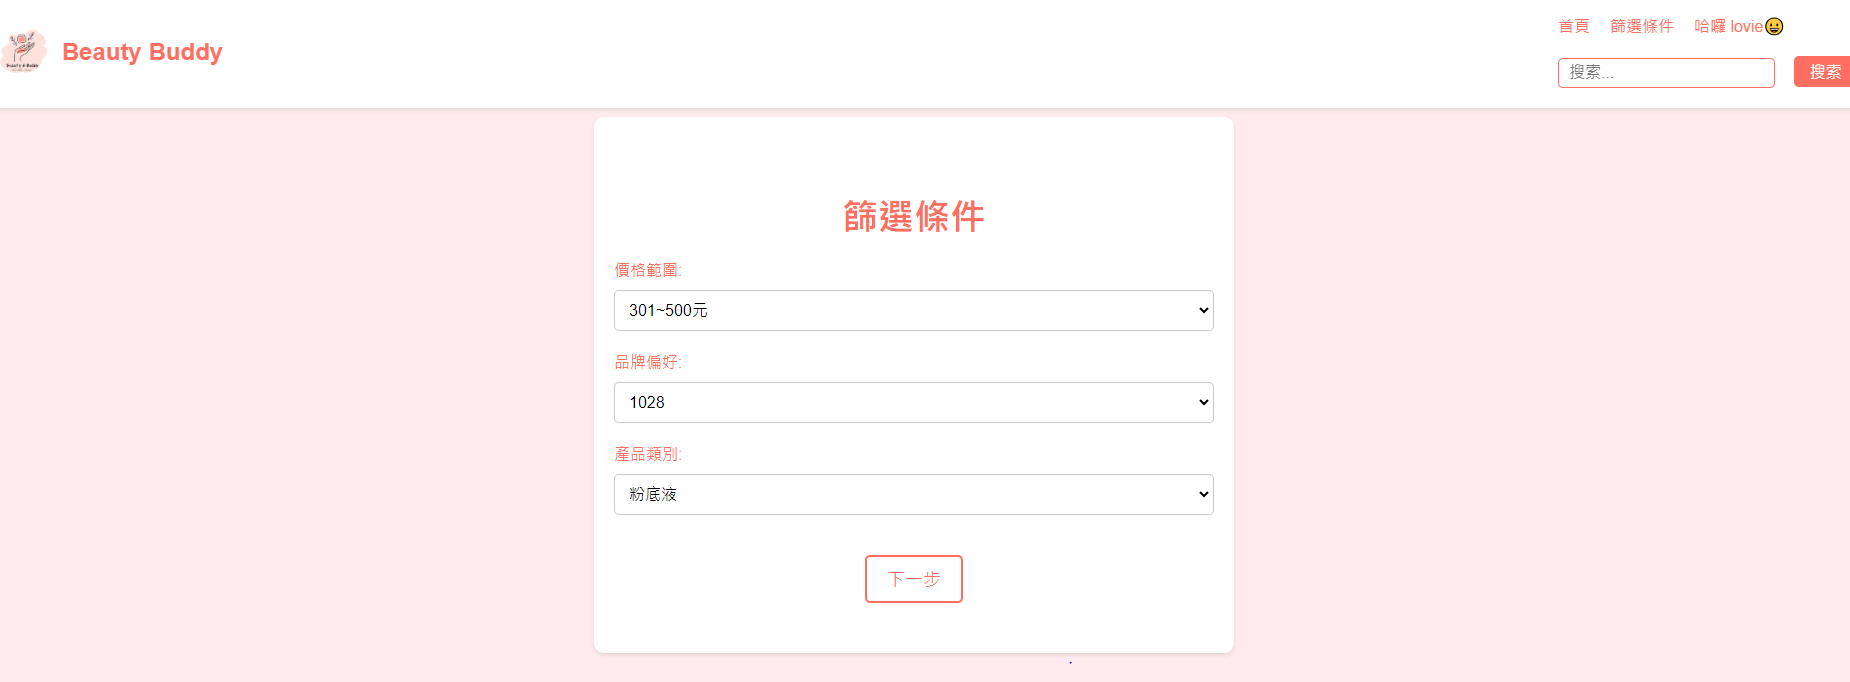 Beauty Buddy
首頁 篩選條件 哈囉 lovie😀
搜索...
搜索
篩選條件
價格範圍:
301~500元
品牌偏好:
1028
產品類別:
粉底液
下一步